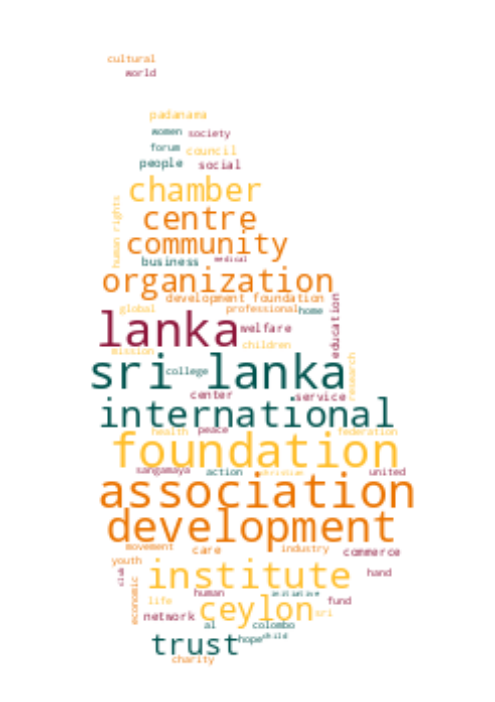 cultural
world
padanama
women society
forum council
people social
chamber
human rights
centre
community
business medical
organization
development foundation
global professional home
lanka welfare
education
children
mission
research
sri lanka
college
center service
international
health peace federation
foundation
sangamaya action christian united
association
development
movement care industry commerce
youth
institute hand
club
economic
human initiative
life fund
ceylon sri
network al colombo
trust hope child
charity